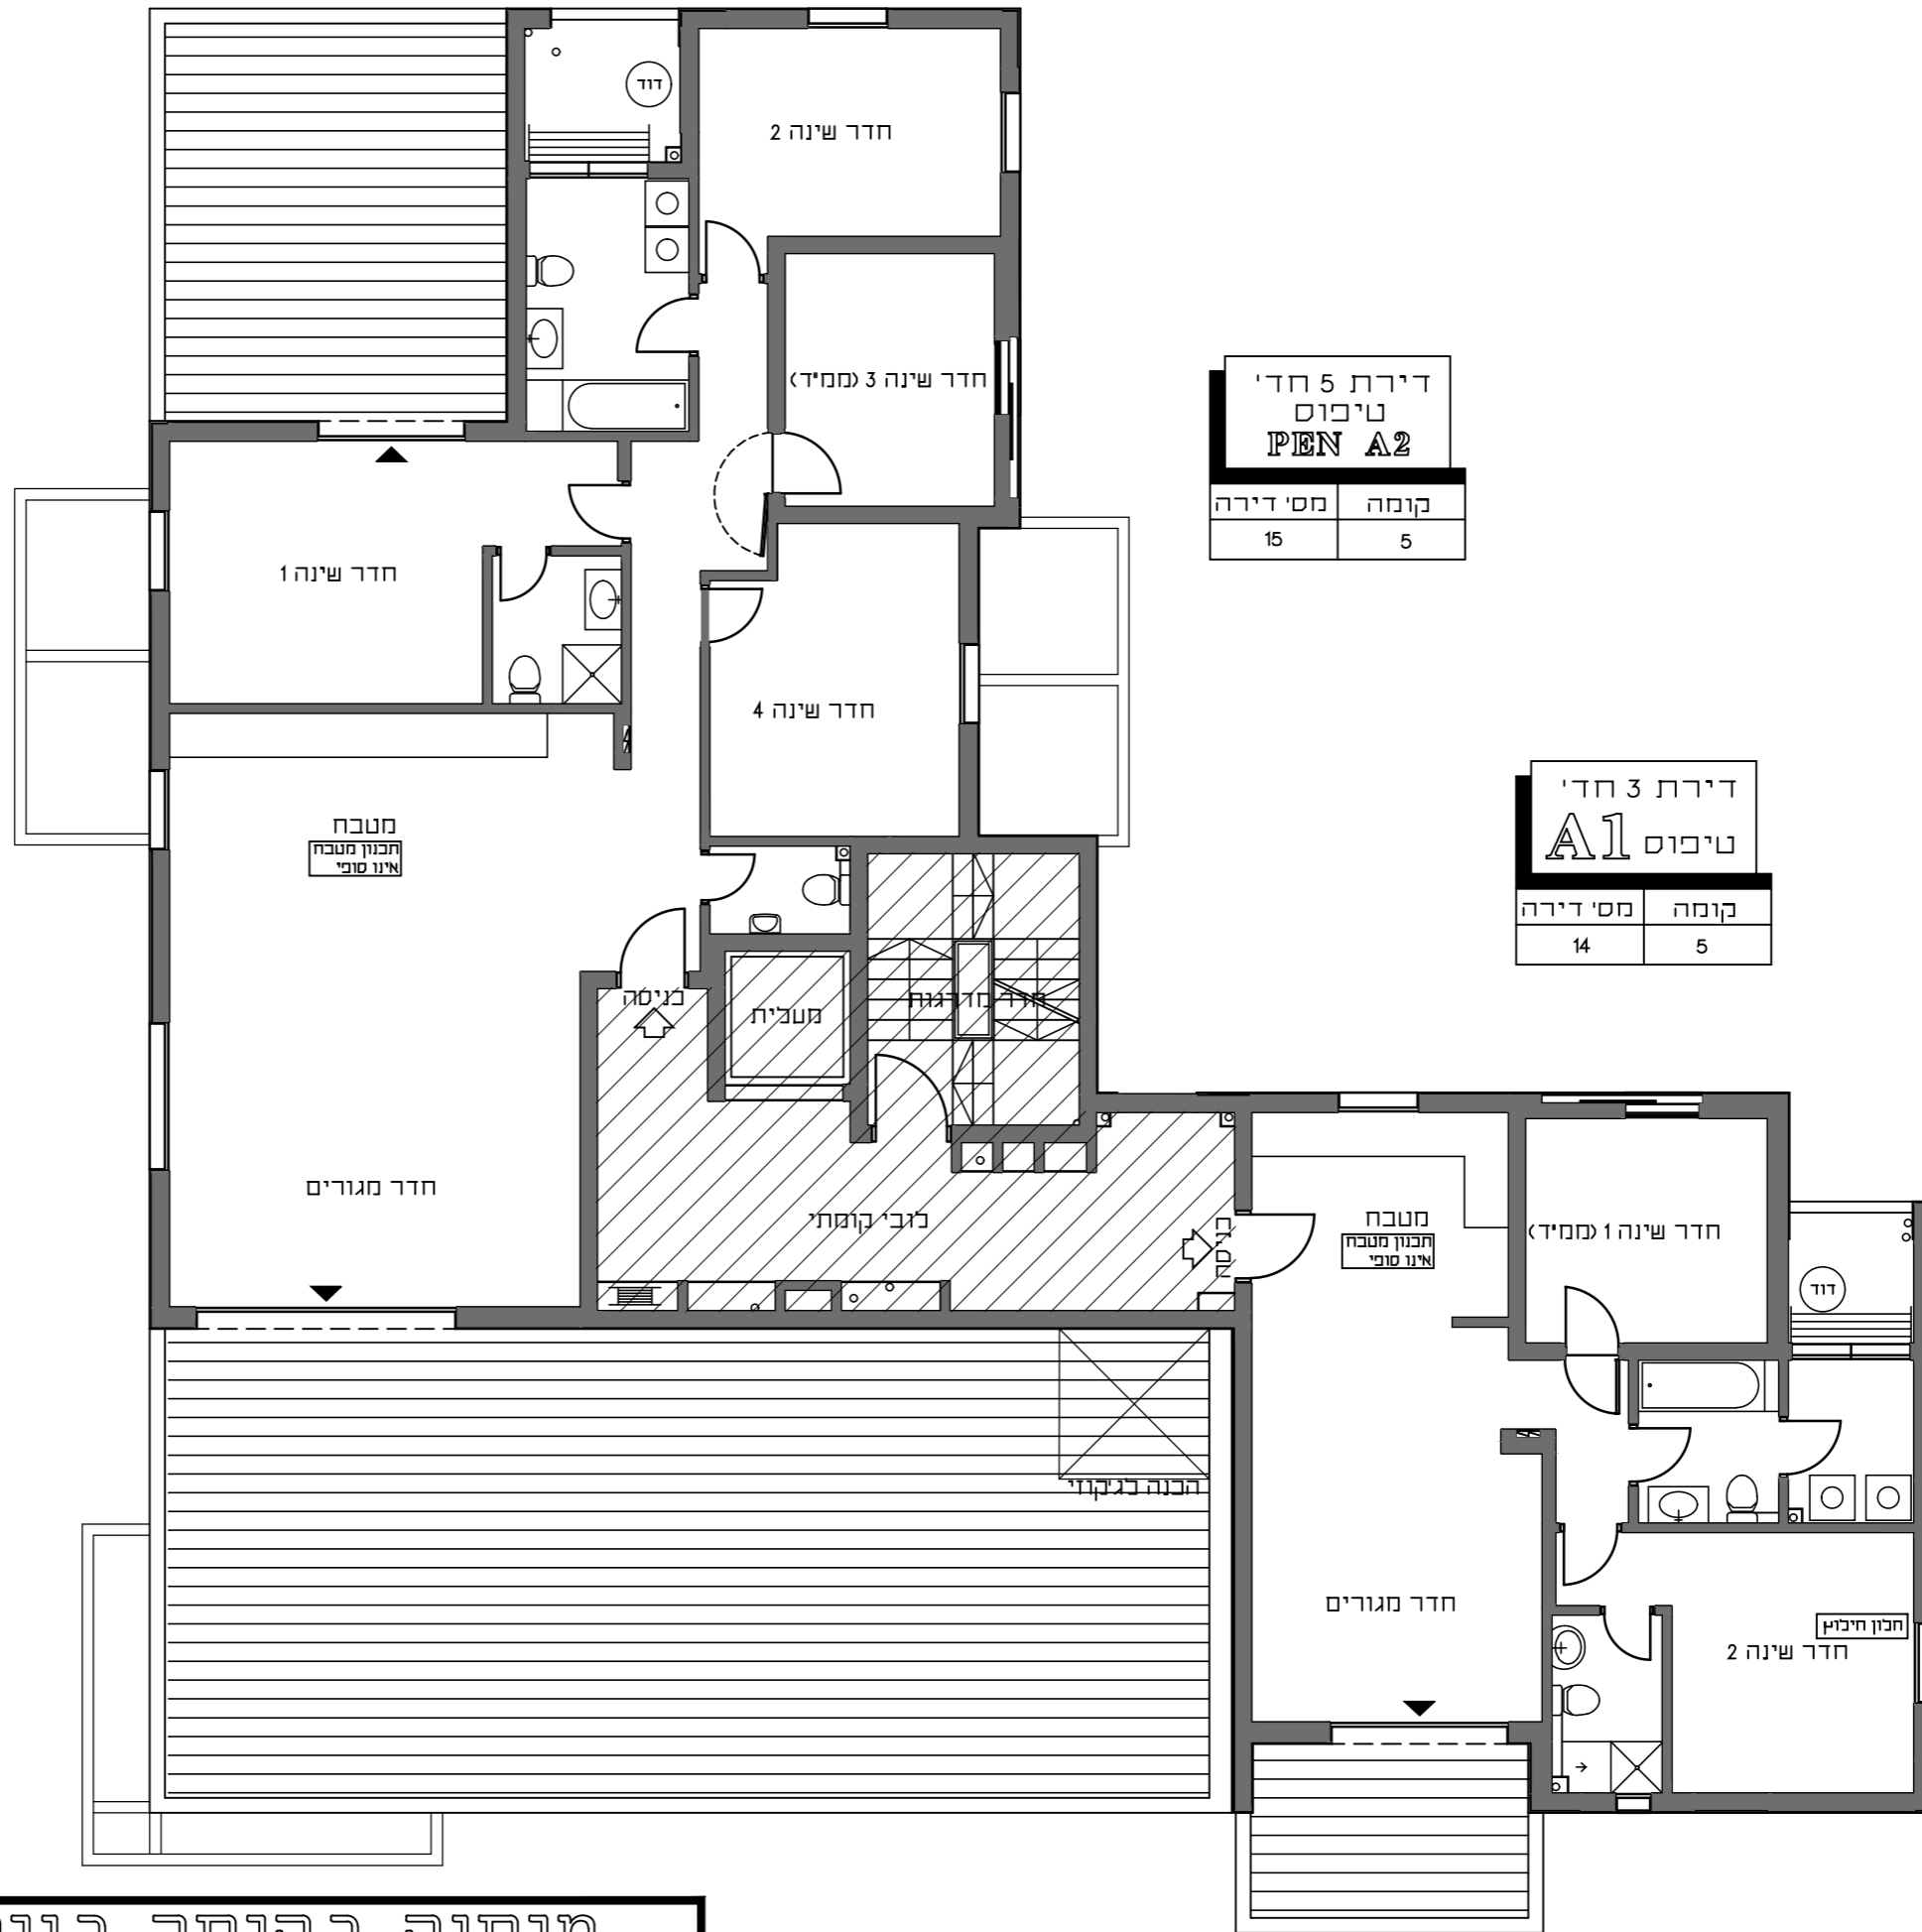 דוד
חדר שינה 2
חדר שינה 3 (ממ"ד)
דירת 5 חד'
טיפוס
PEN A2
קומה מס' דירה
5 15
חדר שינה 1
חדר שינה 4
דירת 3 חד'
טיפוס A1
קומה מס' דירה
5 14
מטבח
תכנון מטבח
אינו סופי
כניסה
מעלית
חדר מדרגות
חדר מגורים
לובי קומתי
כניסה
מטבח
תכנון מטבח
אינו סופי
חדר שינה 1 (ממ"ד)
דוד
הכנה לג'קוזי
חדר מגורים
חלון חילוץ
חדר שינה 2